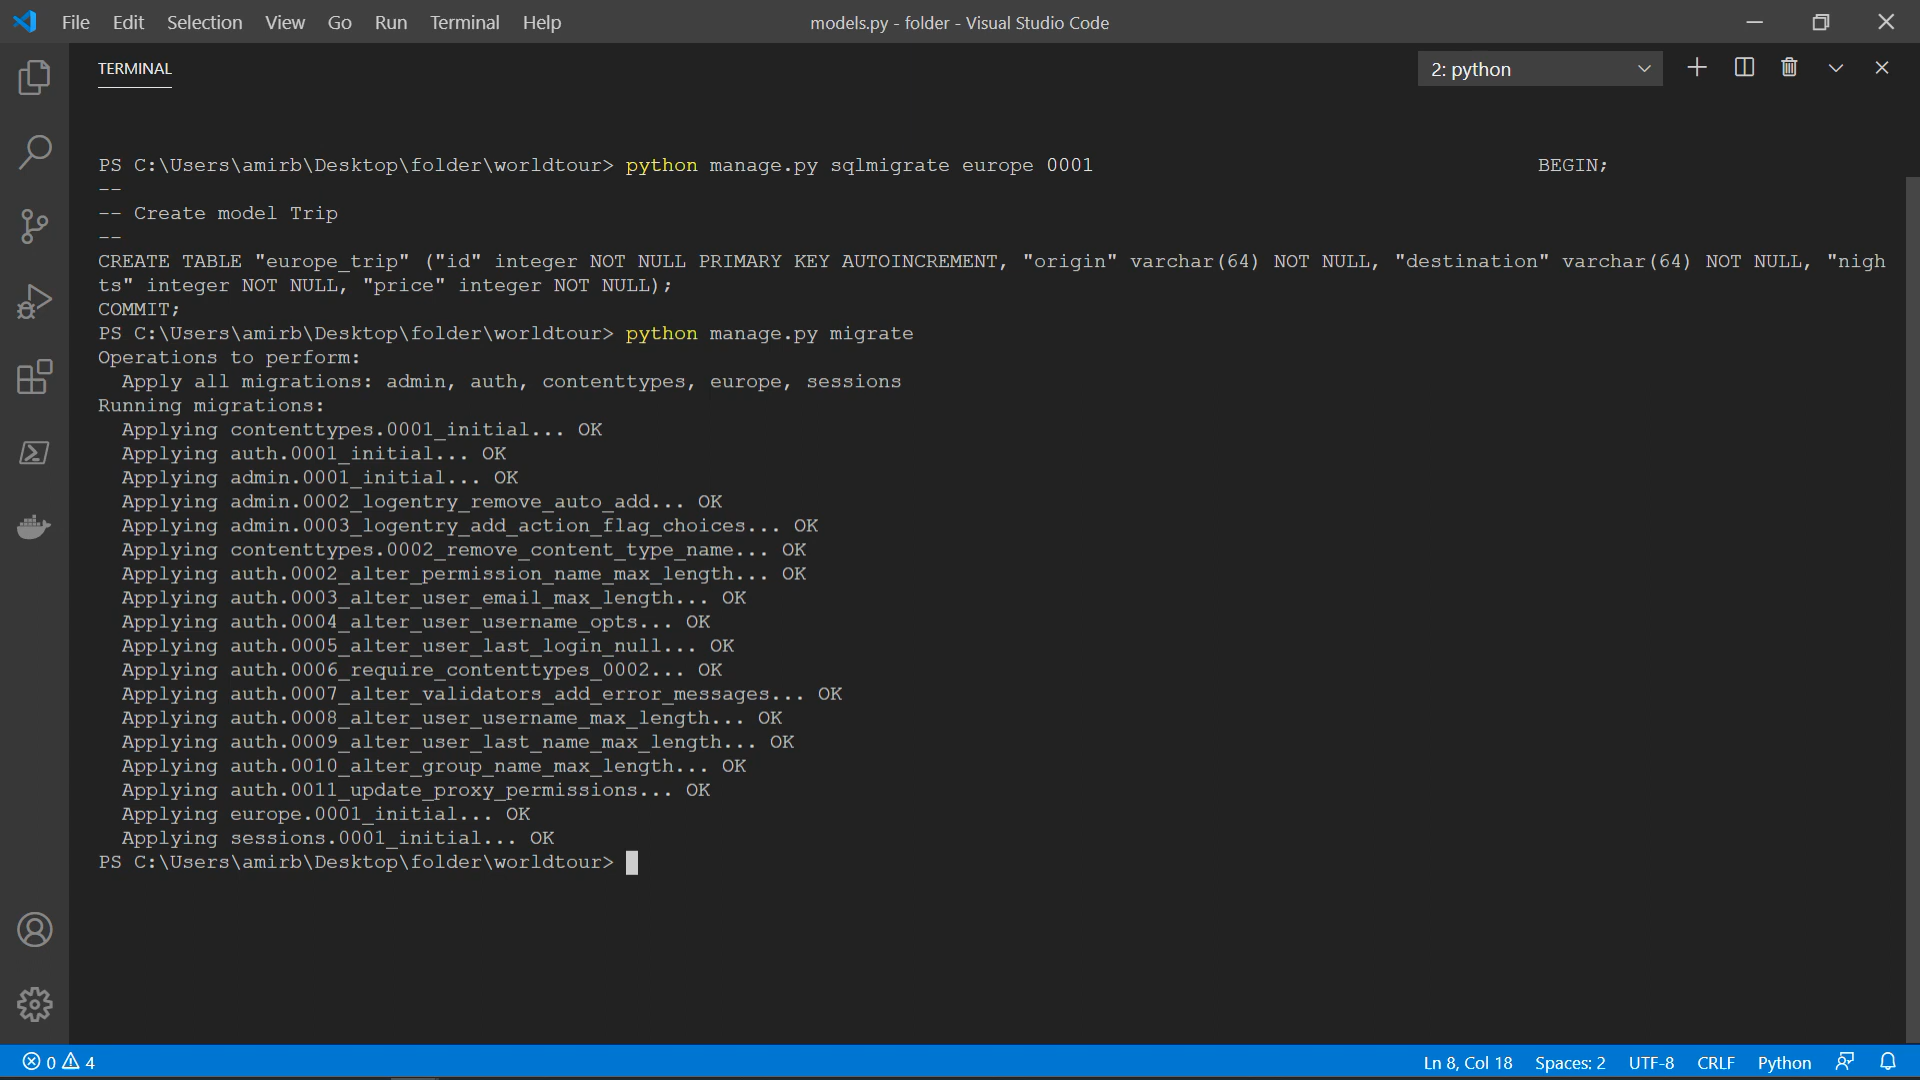 File Edit Selection View Go Run Terminal Help models.py - folder - Visual Studio Code
TERMINAL 2: python
PS C:\Users\amirb\Desktop\folder\worldtour> python manage.py sqlmigrate europe 0001 BEGIN;
--
-- Create model Trip
--
CREATE TABLE "europe_trip" ("id" integer NOT NULL PRIMARY KEY AUTOINCREMENT, "origin" varchar(64) NOT NULL, "destination" varchar(64) NOT NULL, "nigh
ts" integer NOT NULL, "price" integer NOT NULL);
COMMIT;
PS C:\Users\amirb\Desktop\folder\worldtour> python manage.py migrate
Operations to perform:
  Apply all migrations: admin, auth, contenttypes, europe, sessions
Running migrations:
  Applying contenttypes.0001_initial... OK
  Applying auth.0001_initial... OK
  Applying admin.0001_initial... OK
  Applying admin.0002_logentry_remove_auto_add... OK
  Applying admin.0003_logentry_add_action_flag_choices... OK
  Applying contenttypes.0002_remove_content_type_name... OK
  Applying auth.0002_alter_permission_name_max_length... OK
  Applying auth.0003_alter_user_email_max_length... OK
  Applying auth.0004_alter_user_username_opts... OK
  Applying auth.0005_alter_user_last_login_null... OK
  Applying auth.0006_require_contenttypes_0002... OK
  Applying auth.0007_alter_validators_add_error_messages... OK
  Applying auth.0008_alter_user_username_max_length... OK
  Applying auth.0009_alter_user_last_name_max_length... OK
  Applying auth.0010_alter_group_name_max_length... OK
  Applying auth.0011_update_proxy_permissions... OK
  Applying europe.0001_initial... OK
  Applying sessions.0001_initial... OK
PS C:\Users\amirb\Desktop\folder\worldtour>
0 4 Ln 8, Col 18 Spaces: 2 UTF-8 CRLF Python